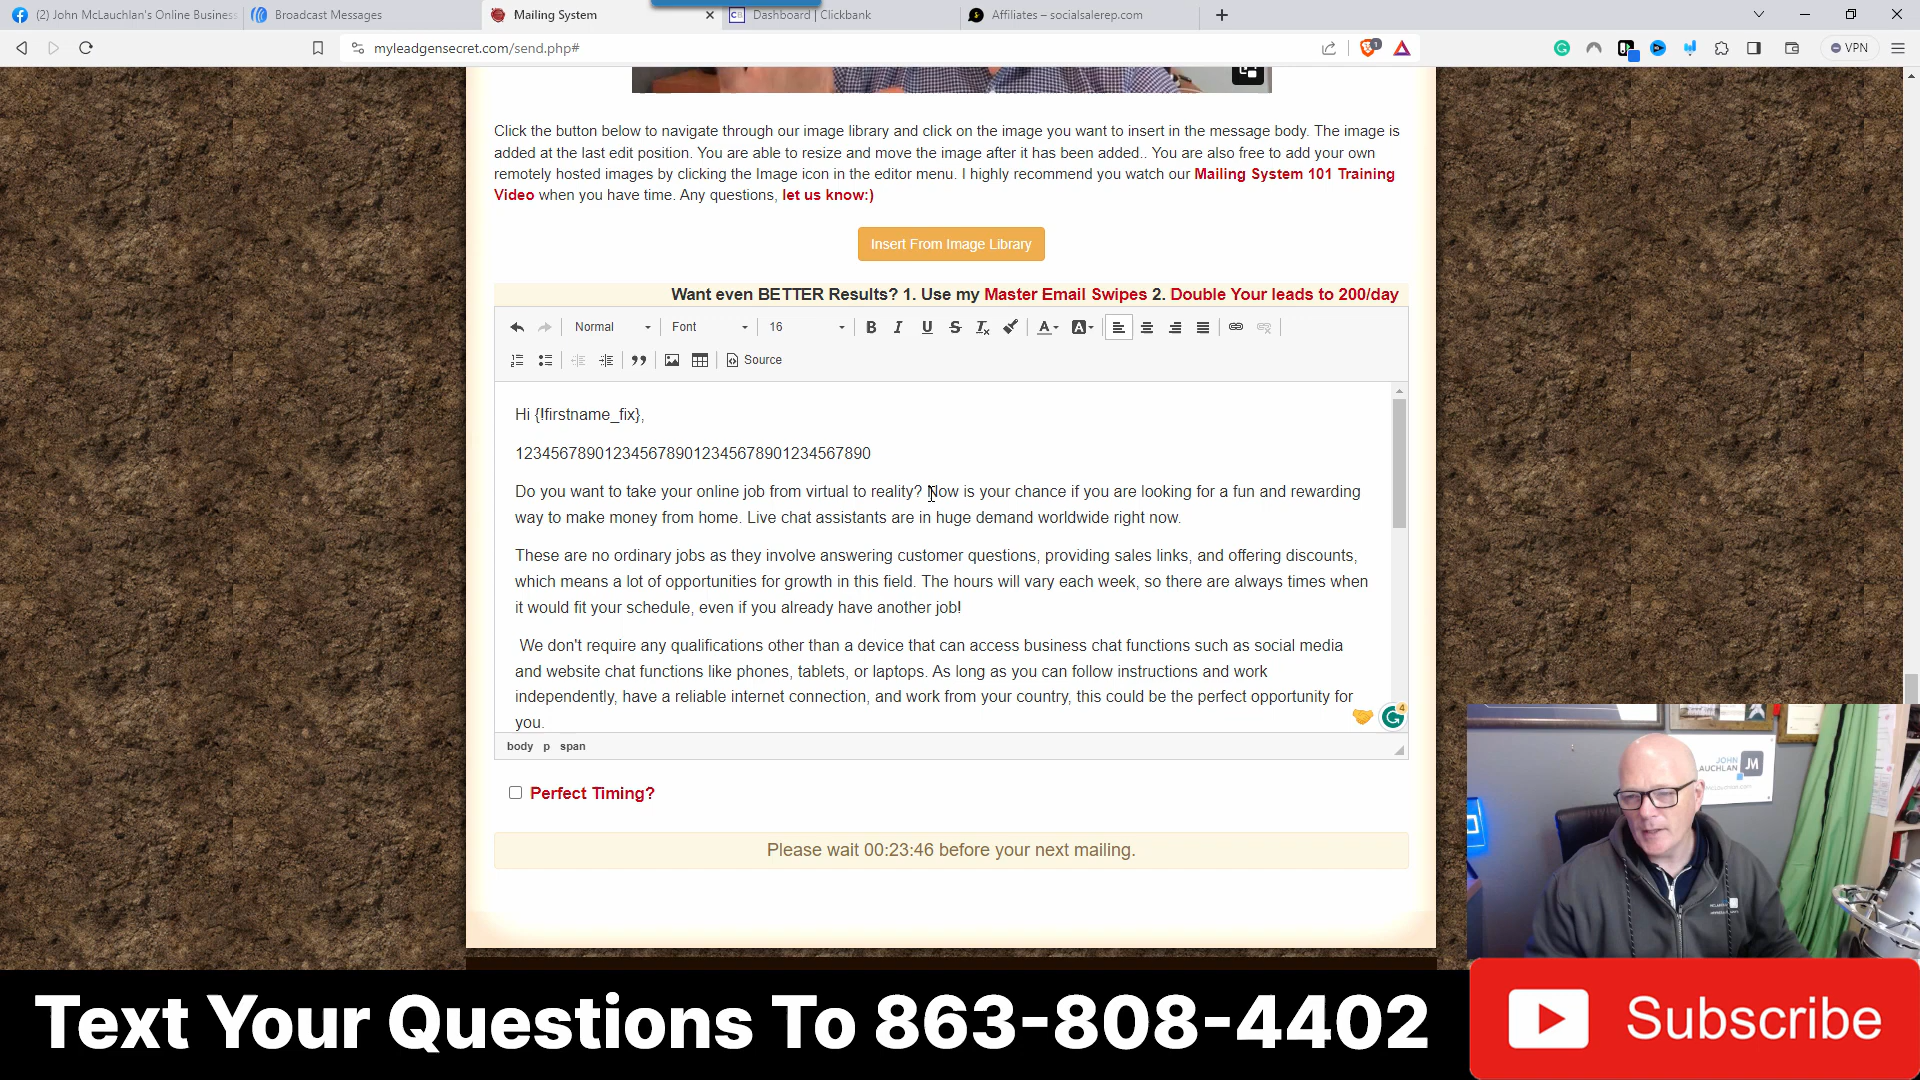 (2) John McLauchlan's Online Business
Broadcast Messages
Mailing System
Dashboard | Clickbank
Affiliates – socialsalerep.com
myleadgensecret.com/send.php#
1
VPN
Click the button below to navigate through our image library and click on the image you want to insert in the message body. The image is
added at the last edit position. You are able to resize and move the image after it has been added.. You are also free to add your own
remotely hosted images by clicking the Image icon in the editor menu. I highly recommend you watch our Mailing System 101 Training
Video when you have time. Any questions, let us know:)
Insert From Image Library
Want even BETTER Results? 1. Use my Master Email Swipes 2. Double Your leads to 200/day
Normal
Font
16
Source
Hi {!firstname_fix},
1234567890123456789012345678901234567890
Do you want to take your online job from virtual to reality? Now is your chance if you are looking for a fun and rewarding
way to make money from home. Live chat assistants are in huge demand worldwide right now.
These are no ordinary jobs as they involve answering customer questions, providing sales links, and offering discounts,
which means a lot of opportunities for growth in this field. The hours will vary each week, so there are always times when
it would fit your schedule, even if you already have another job!
We don't require any qualifications other than a device that can access business chat functions such as social media
and website chat functions like phones, tablets, or laptops. As long as you can follow instructions and work
independently, have a reliable internet connection, and work from your country, this could be the perfect opportunity for
you.
4
body p span
Perfect Timing?
Please wait 00:23:46 before your next mailing.
JOHN
LAUCHLAN
JM
Text Your Questions To 863-808-4402
Subscribe